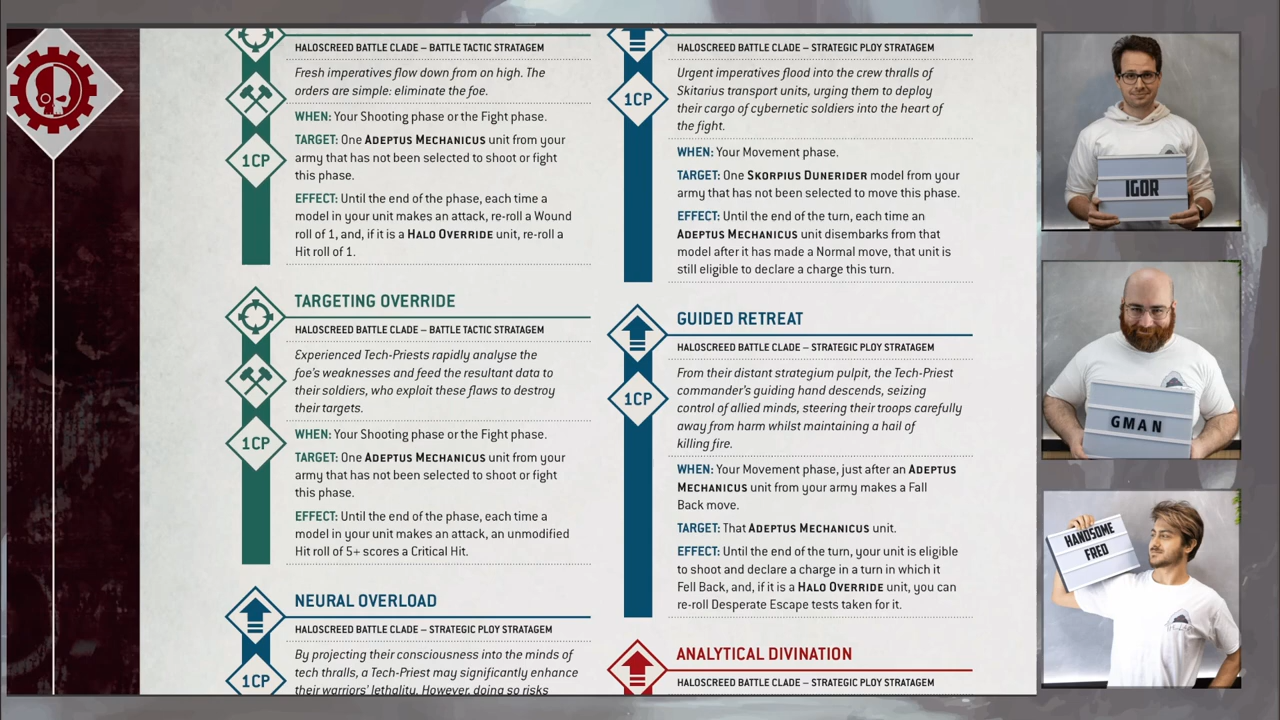 HALOSCREED BATTLE CLADE – BATTLE TACTIC STRATAGEM
Fresh imperatives flow down from on high. The
orders are simple: eliminate the foe.
WHEN: Your Shooting phase or the Fight phase.
TARGET: One ADEPTUS MECHANICUS unit from your
army that has not been selected to shoot or fight
this phase.
1CP
EFFECT: Until the end of the phase, each time a
model in your unit makes an attack, re-roll a Wound
roll of 1, and, if it is a HALO OVERRIDE unit, re-roll a
Hit roll of 1.
TARGETING OVERRIDE
HALOSCREED BATTLE CLADE – BATTLE TACTIC STRATAGEM
Experienced Tech-Priests rapidly analyse the
foe's weaknesses and feed the resultant data to
their soldiers, who exploit these flaws to destroy
their targets.
WHEN: Your Shooting phase or the Fight phase.
1CP
TARGET: One ADEPTUS MECHANICUS unit from your
army that has not been selected to shoot or fight
this phase.
EFFECT: Until the end of the phase, each time a
model in your unit makes an attack, an unmodified
Hit roll of 5+ scores a Critical Hit.
NEURAL OVERLOAD
HALOSCREED BATTLE CLADE – STRATEGIC PLOY STRATAGEM
By projecting their consciousness into the minds of
tech thralls, a Tech-Priest may significantly enhance
1CP
their warriors' lethality. However, doing so risks
HALOSCREED BATTLE CLADE – STRATEGIC PLOY STRATAGEM
Urgent imperatives flood into the crew thralls of
Skitarius transport units, urging them to deploy
1CP
their cargo of cybernetic soldiers into the heart of
the fight.
WHEN: Your Movement phase.
TARGET: One SKORPIUS DUNERIDER model from your
army that has not been selected to move this phase.
EFFECT: Until the end of the turn, each time an
ADEPTUS MECHANICUS unit disembarks from that
model after it has made a Normal move, that unit is
still eligible to declare a charge this turn.
GUIDED RETREAT
HALOSCREED BATTLE CLADE – STRATEGIC PLOY STRATAGEM
From their distant strategium pulpit, the Tech-Priest
commander's guiding hand descends, seizing
1CP
control of allied minds, steering their troops carefully
away from harm whilst maintaining a hail of
killing fire.
WHEN: Your Movement phase, just after an ADEPTUS
MECHANICUS unit from your army makes a Fall
Back move.
TARGET: That ADEPTUS MECHANICUS unit.
EFFECT: Until the end of the turn, your unit is eligible
to shoot and declare a charge in a turn in which it
Fell Back, and, if it is a HALO OVERRIDE unit, you can
re-roll Desperate Escape tests taken for it.
ANALYTICAL DIVINATION
HALOSCREED BATTLE CLADE – STRATEGIC PLOY STRATAGEM
IGOR
GMAN
HANDSOME
FRED